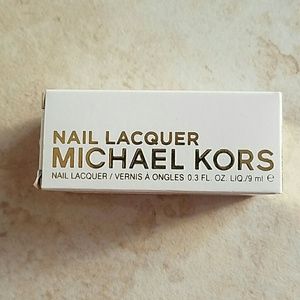 NAIL LACQUER
MICHAEL KORS
NAIL LACQUER / VERNIS À ONGLES 0.3 FL. OZ. LIQ./9 ml ℮